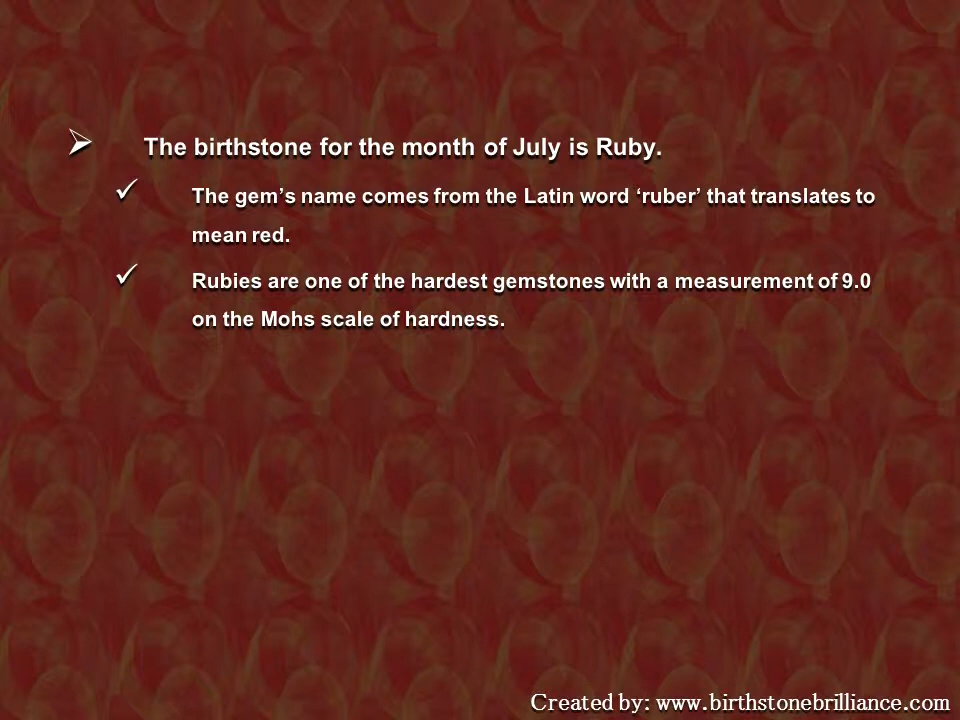 The birthstone for the month of July is Ruby.
The gem’s name comes from the Latin word ‘ruber’ that translates to
mean red.
Rubies are one of the hardest gemstones with a measurement of 9.0
on the Mohs scale of hardness.
Created by: www.birthstonebrilliance.com